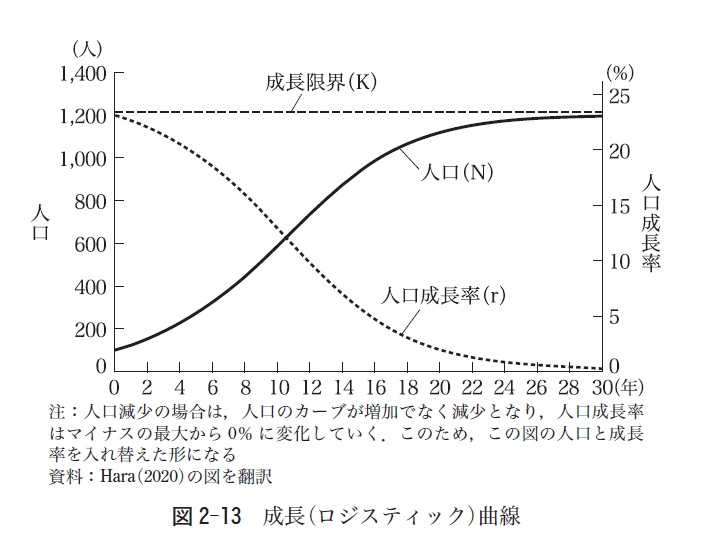 (人)
1,400
1,200
1,000
800
600
400
200
0
人口
成長限界(K)
人口(N)
人口成長率(r)
(%)
25
20
15
10
5
0
人口成長率
0 2 4 6 8 10 12 14 16 18 20 22 24 26 28 30(年)
注：人口減少の場合は，人口のカーブが増加でなく減少となり，人口成長率
はマイナスの最大から0%に変化していく．このため，この図の人口と成長
率を入れ替えた形になる
資料：Hara(2020)の図を翻訳
図2-13　成長(ロジスティック)曲線